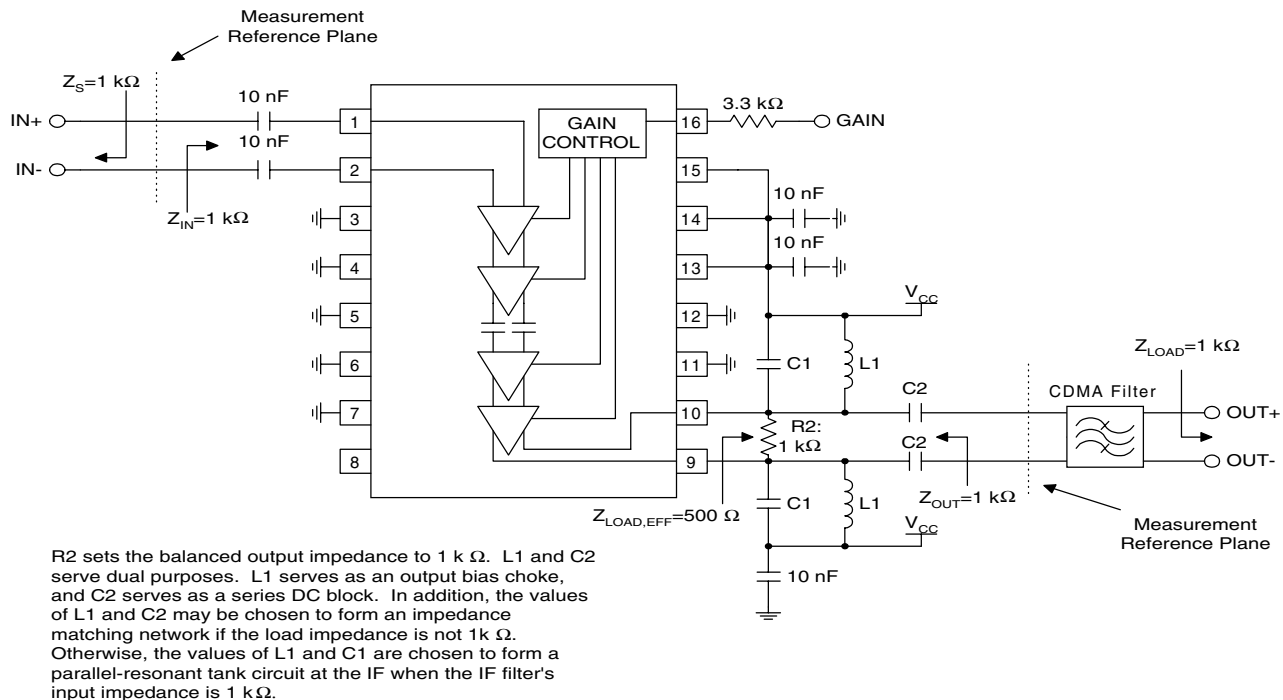 Measurement
Reference Plane
Z_S=1 kΩ
10 nF
IN+
1
10 nF
IN-
2
Z_IN=1 kΩ
3
4
5
6
7
8
GAIN
CONTROL
16
3.3 kΩ
GAIN
15
10 nF
14
10 nF
13
V_CC
12
11
C1
L1
Z_LOAD=1 kΩ
C2
CDMA Filter
10
OUT+
R2:
1 kΩ
C2
9
OUT-
Z_LOAD,EFF=500 Ω
C1
L1
Z_OUT=1 kΩ
V_CC
Measurement
Reference Plane
10 nF
R2 sets the balanced output impedance to 1 k Ω. L1 and C2
serve dual purposes. L1 serves as an output bias choke,
and C2 serves as a series DC block. In addition, the values
of L1 and C2 may be chosen to form an impedance
matching network if the load impedance is not 1k Ω.
Otherwise, the values of L1 and C1 are chosen to form a
parallel-resonant tank circuit at the IF when the IF filter's
input impedance is 1 kΩ.